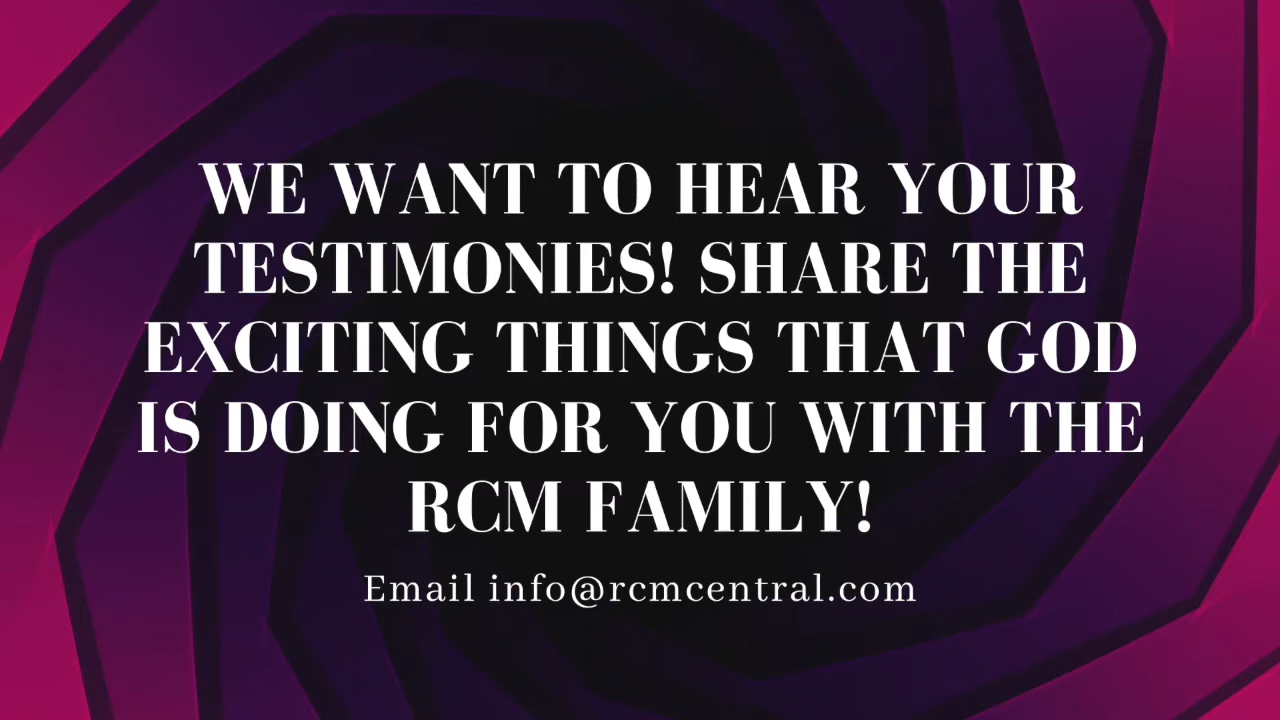 WE WANT TO HEAR YOUR
TESTIMONIES! SHARE THE
EXCITING THINGS THAT GOD
IS DOING FOR YOU WITH THE
RCM FAMILY!
Email info@rcmcentral.com